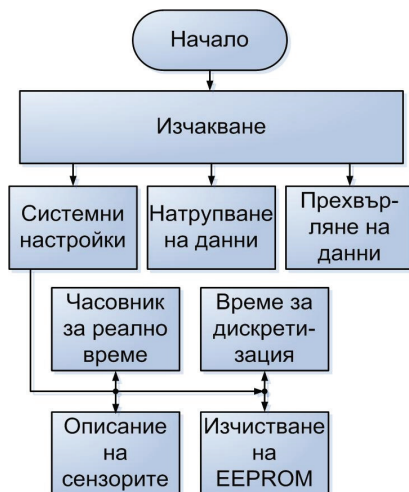 Начало
Изчакване
Системни
настройки
Натрупване
на данни
Прехвър-
ляне на
данни
Часовник
за реално
време
Време за
дискрети-
зация
Описание
на
сензорите
Изчистване
на
EEPROM